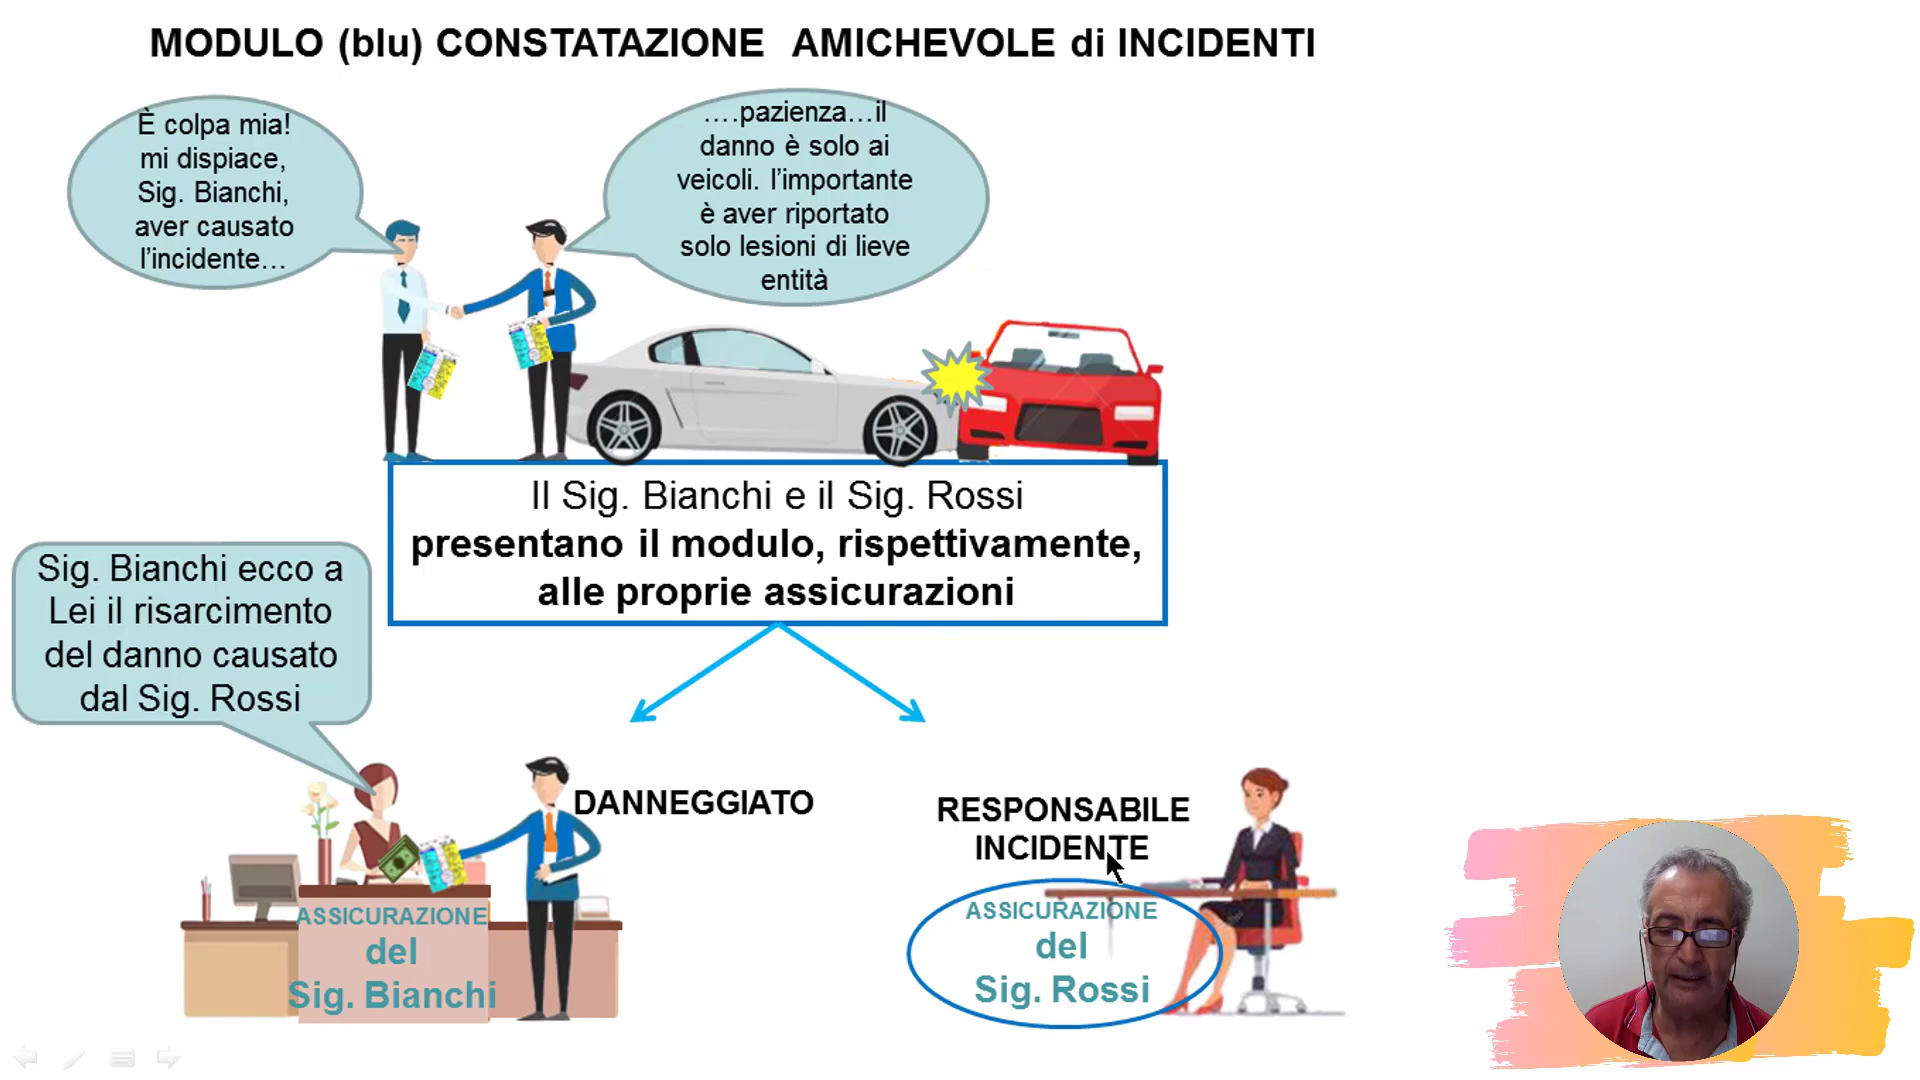 MODULO (blu) CONSTATAZIONE AMICHEVOLE di INCIDENTI
È colpa mia!
mi dispiace,
Sig. Bianchi,
aver causato
l’incidente…
….pazienza…il
danno è solo ai
veicoli. l’importante
è aver riportato
solo lesioni di lieve
entità
Il Sig. Bianchi e il Sig. Rossi
presentano il modulo, rispettivamente,
alle proprie assicurazioni
Sig. Bianchi ecco a
Lei il risarcimento
del danno causato
dal Sig. Rossi
DANNEGGIATO
ASSICURAZIONE
del
Sig. Bianchi
RESPONSABILE
INCIDENTE
ASSICURAZIONE
del
Sig. Rossi